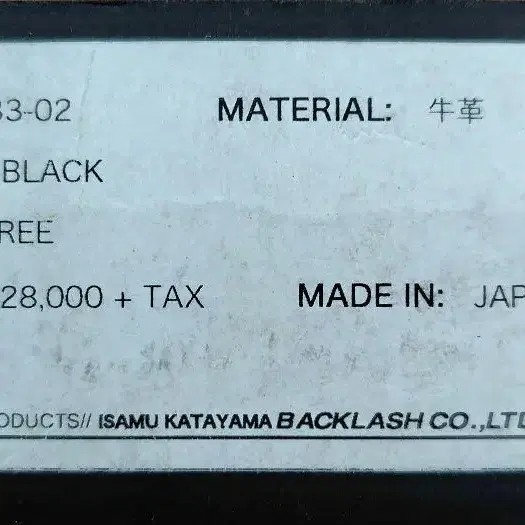 33-02 MATERIAL: 牛革
BLACK
REE
28,000 + TAX MADE IN: JAP
ODUCTS// ISAMU KATAYAMA BACKLASH CO.,LTD